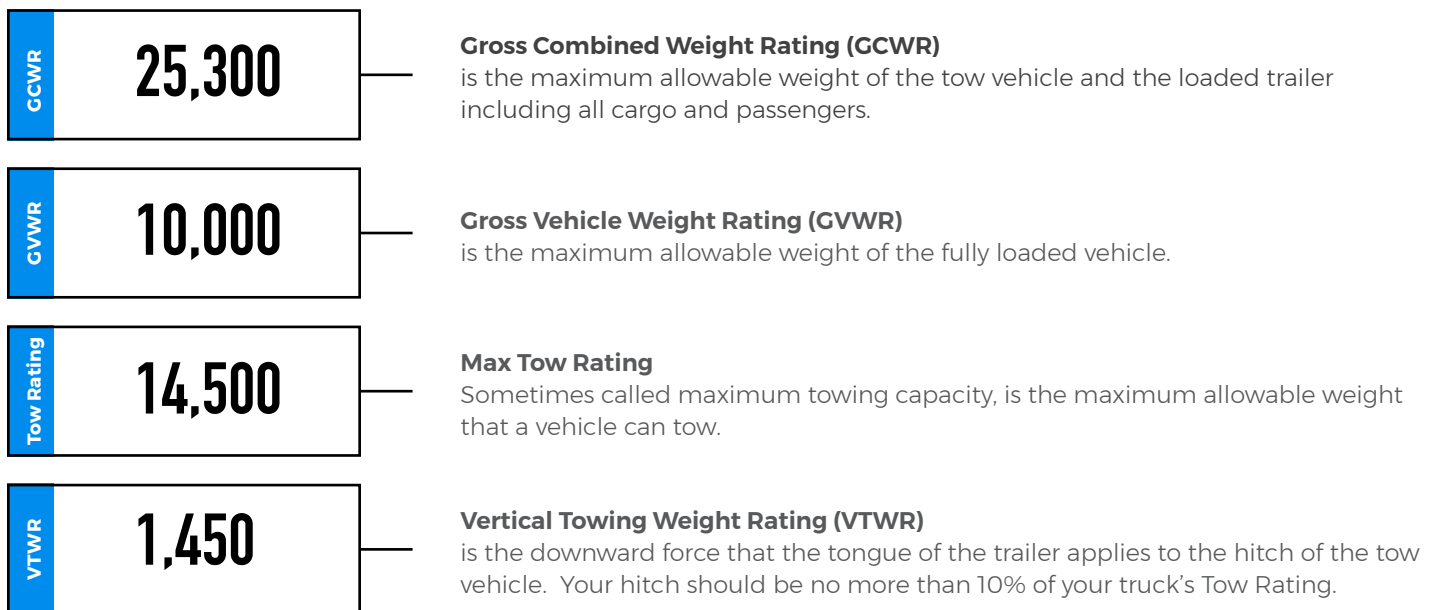 GCWR
25,300
Gross Combined Weight Rating (GCWR)
is the maximum allowable weight of the tow vehicle and the loaded trailer
including all cargo and passengers.
GVWR
10,000
Gross Vehicle Weight Rating (GVWR)
is the maximum allowable weight of the fully loaded vehicle.
Tow Rating
14,500
Max Tow Rating
Sometimes called maximum towing capacity, is the maximum allowable weight
that a vehicle can tow.
VTWR
1,450
Vertical Towing Weight Rating (VTWR)
is the downward force that the tongue of the trailer applies to the hitch of the tow
vehicle.  Your hitch should be no more than 10% of your truck's Tow Rating.